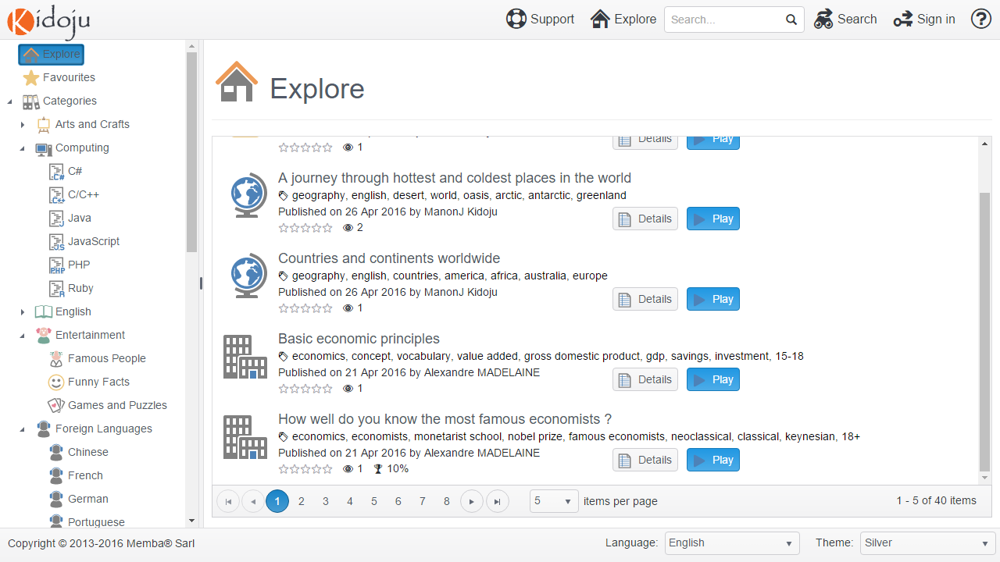 Kidoju
Support
Explore
Search...
Search
Sign in
Explore
Favourites
Categories
Arts and Crafts
Computing
C#
C/C++
Java
JavaScript
PHP
Ruby
English
Entertainment
Famous People
Funny Facts
Games and Puzzles
Foreign Languages
Chinese
French
German
Portuguese
Explore
1
Details
Play
A journey through hottest and coldest places in the world
geography, english, desert, world, oasis, arctic, antarctic, greenland
Published on 26 Apr 2016 by ManonJ Kidoju
2
Details
Play
Countries and continents worldwide
geography, english, countries, america, africa, australia, europe
Published on 26 Apr 2016 by ManonJ Kidoju
1
Details
Play
Basic economic principles
economics, concept, vocabulary, value added, gross domestic product, gdp, savings, investment, 15-18
Published on 21 Apr 2016 by Alexandre MADELAINE
1
Details
Play
How well do you know the most famous economists ?
economics, economists, monetarist school, nobel prize, famous economists, neoclassical, classical, keynesian, 18+
Published on 21 Apr 2016 by Alexandre MADELAINE
1 10%
Details
Play
1 2 3 4 5 6 7 8
5 items per page
1 - 5 of 40 items
Copyright © 2013-2016 Memba® Sarl
Language: English
Theme: Silver